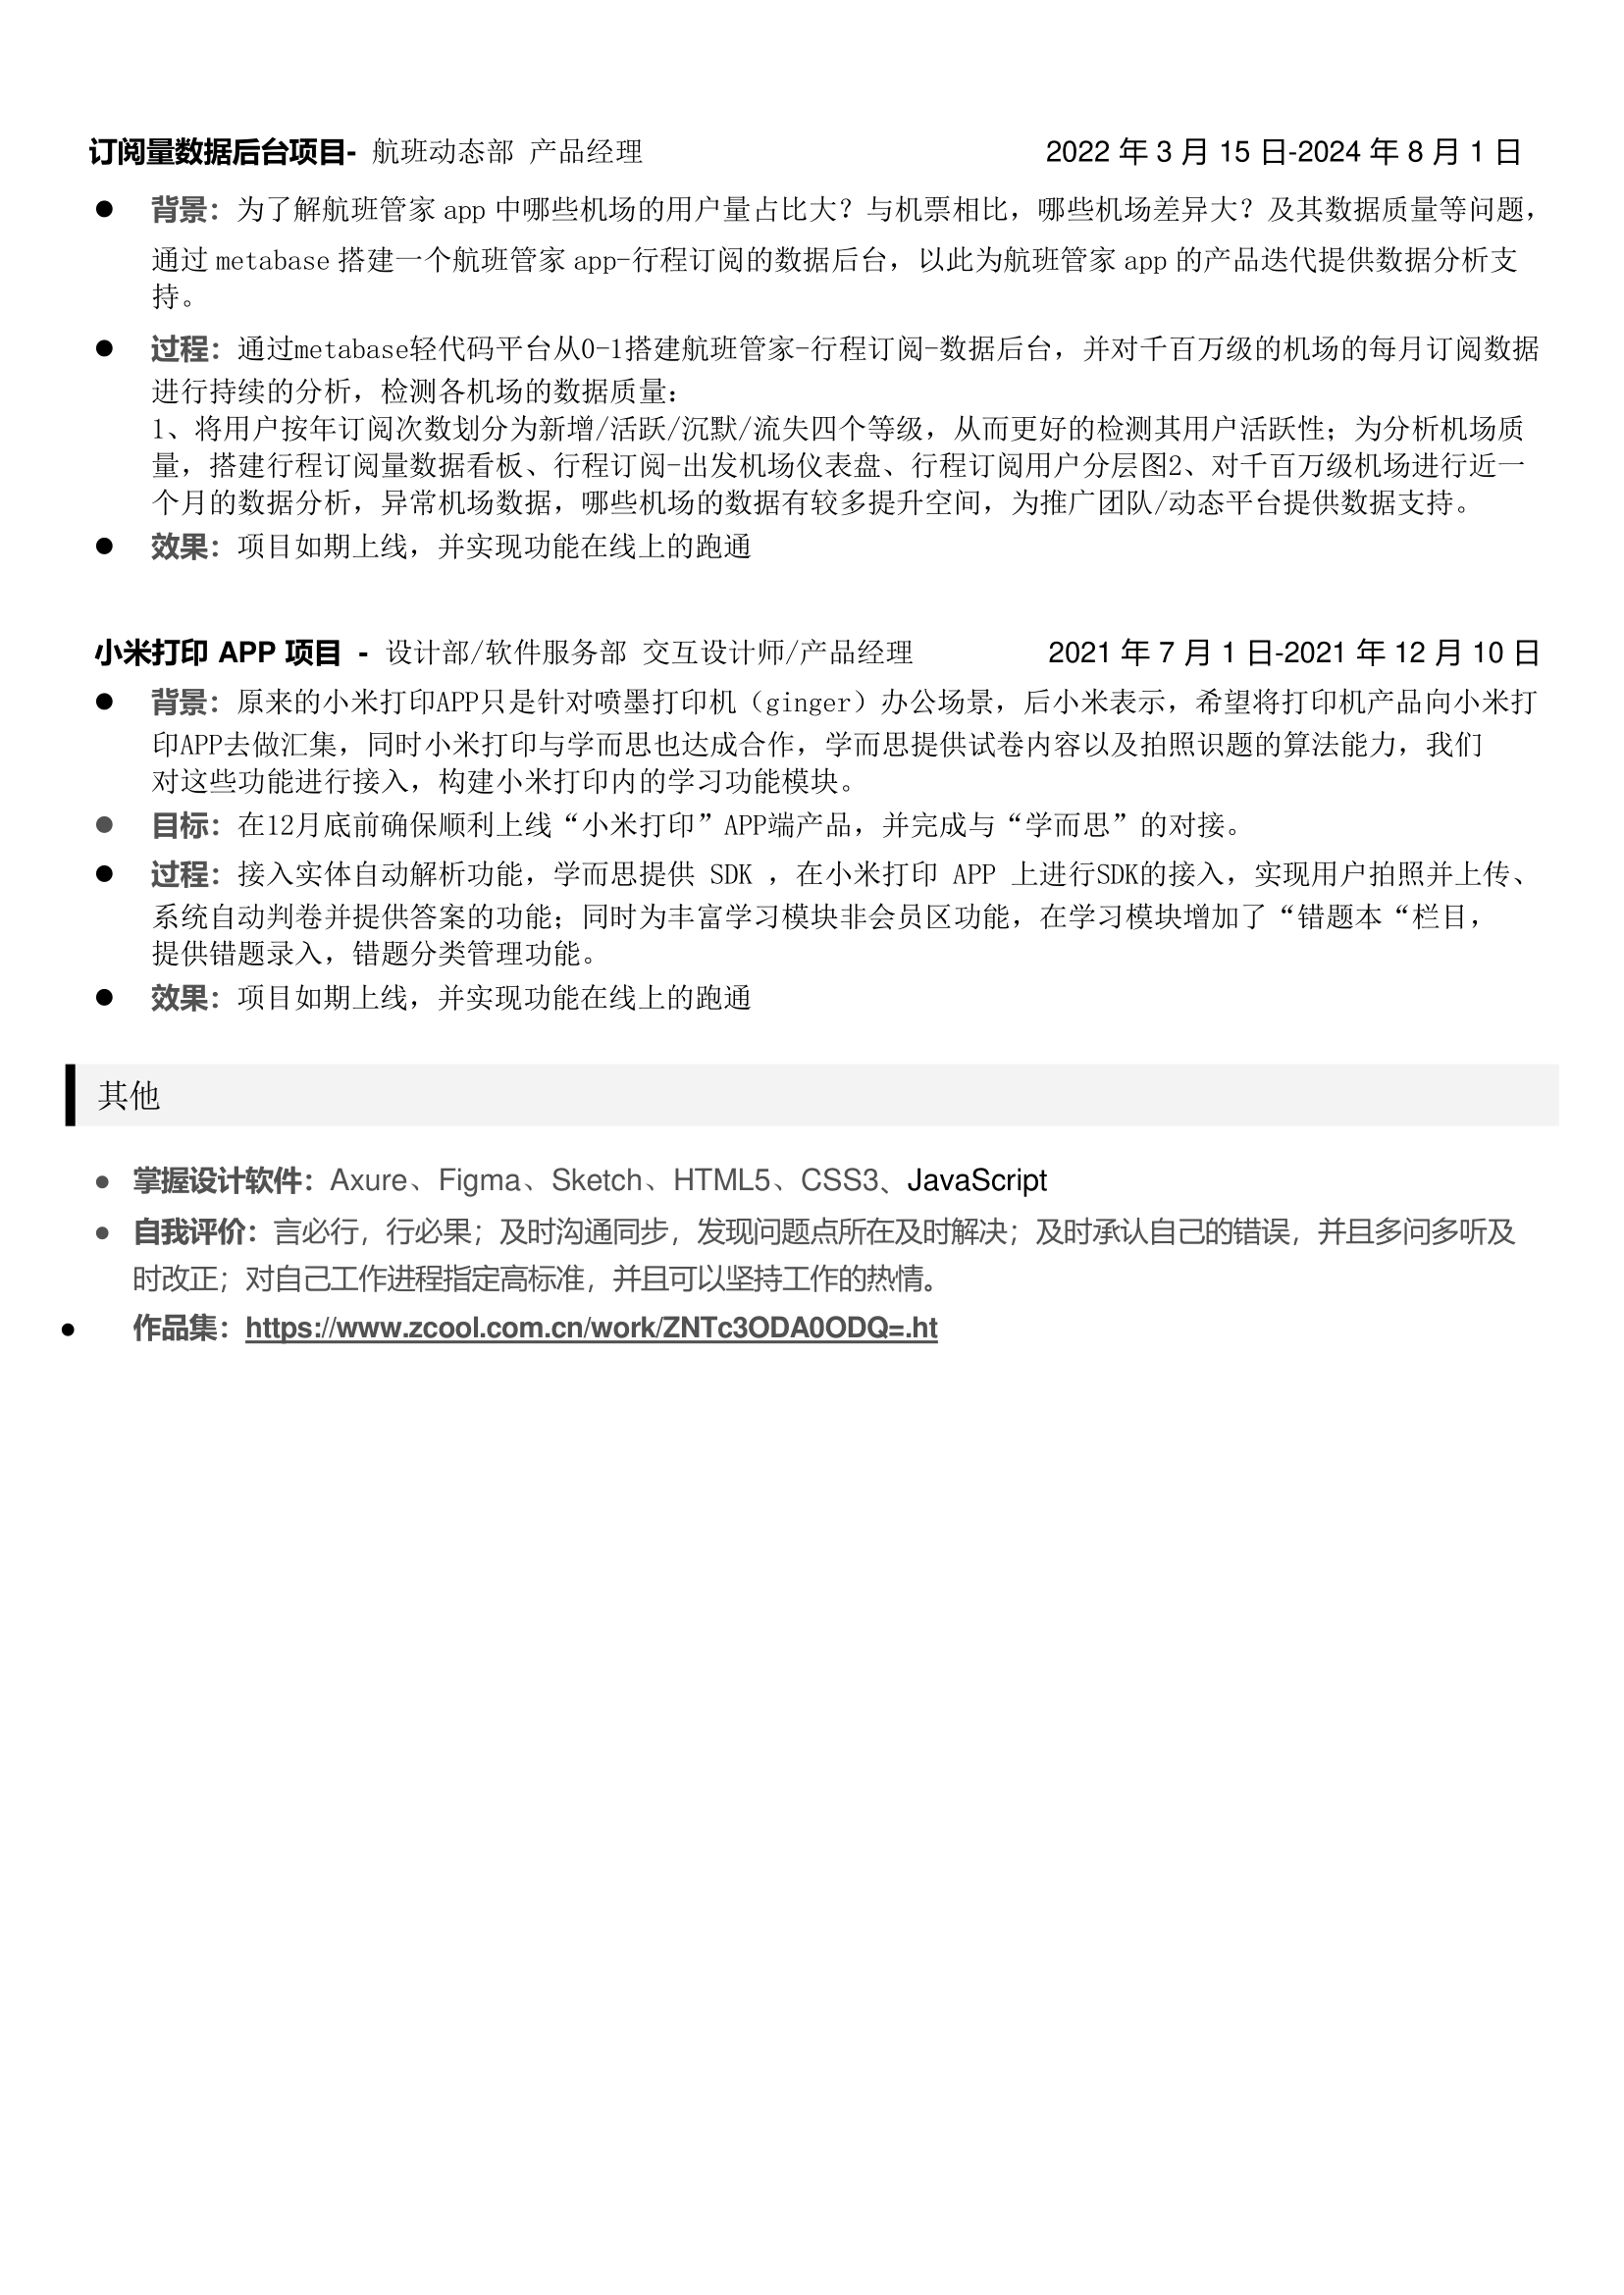 订阅量数据后台项目- 航班动态部 产品经理 2022 年 3 月 15 日-2024 年 8 月 1 日
● 背景：为了解航班管家 app 中哪些机场的用户量占比大？与机票相比，哪些机场差异大？及其数据质量等问题，
通过 metabase 搭建一个航班管家 app-行程订阅的数据后台，以此为航班管家 app 的产品迭代提供数据分析支
持。
● 过程：通过metabase轻代码平台从0-1搭建航班管家-行程订阅-数据后台，并对千百万级的机场的每月订阅数据
进行持续的分析，检测各机场的数据质量：
1、将用户按年订阅次数划分为新增/活跃/沉默/流失四个等级，从而更好的检测其用户活跃性；为分析机场质
量，搭建行程订阅量数据看板、行程订阅-出发机场仪表盘、行程订阅用户分层图2、对千百万级机场进行近一
个月的数据分析，异常机场数据，哪些机场的数据有较多提升空间，为推广团队/动态平台提供数据支持。
● 效果：项目如期上线，并实现功能在线上的跑通
小米打印 APP 项目 - 设计部/软件服务部 交互设计师/产品经理 2021 年 7 月 1 日-2021 年 12 月 10 日
● 背景：原来的小米打印APP只是针对喷墨打印机（ginger）办公场景，后小米表示，希望将打印机产品向小米打
印APP去做汇集，同时小米打印与学而思也达成合作，学而思提供试卷内容以及拍照识题的算法能力，我们
对这些功能进行接入，构建小米打印内的学习功能模块。
● 目标：在12月底前确保顺利上线“小米打印”APP端产品，并完成与“学而思”的对接。
● 过程：接入实体自动解析功能，学而思提供 SDK ，在小米打印 APP 上进行SDK的接入，实现用户拍照并上传、
系统自动判卷并提供答案的功能；同时为丰富学习模块非会员区功能，在学习模块增加了“错题本“栏目，
提供错题录入，错题分类管理功能。
● 效果：项目如期上线，并实现功能在线上的跑通
其他
● 掌握设计软件：Axure、Figma、Sketch、HTML5、CSS3、JavaScript
● 自我评价：言必行，行必果；及时沟通同步，发现问题点所在及时解决；及时承认自己的错误，并且多问多听及
时改正；对自己工作进程指定高标准，并且可以坚持工作的热情。
● 作品集：https://www.zcool.com.cn/work/ZNTc3ODA0ODQ=.ht